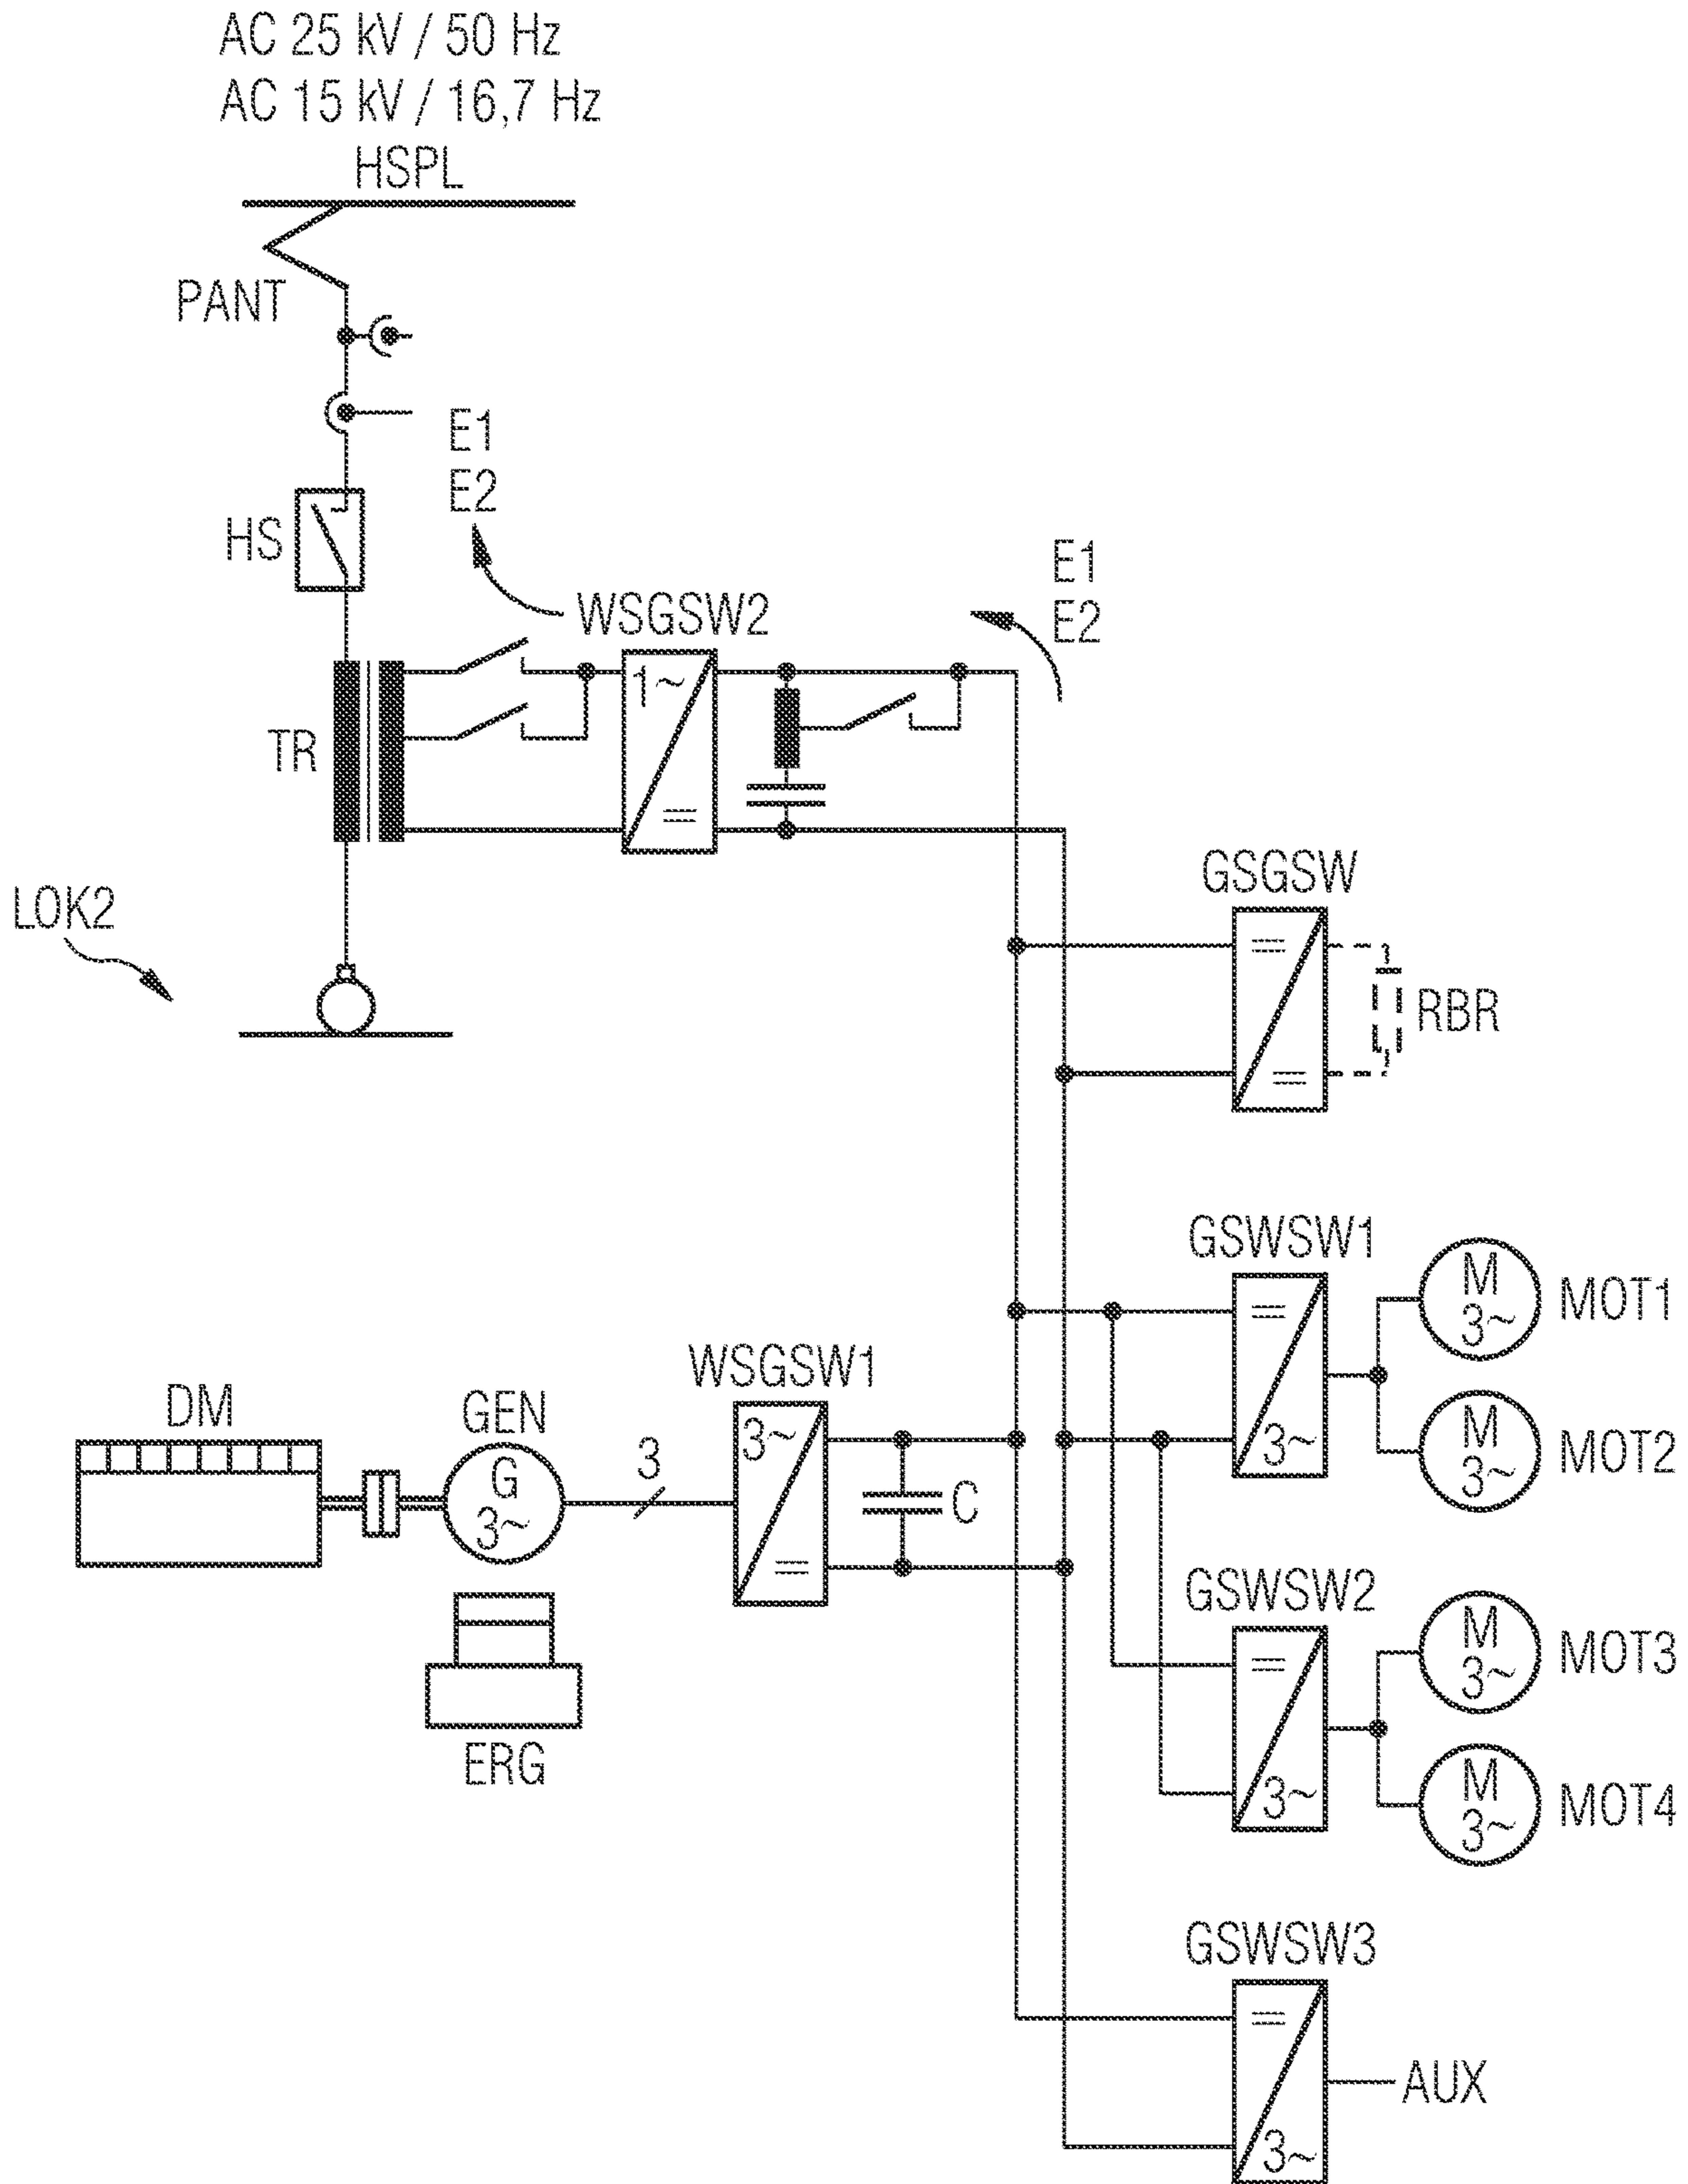 AC 25 kV / 50 Hz
AC 15 kV / 16,7 Hz
HSPL
PANT
E1
E2
HS
E1
E2
WSGSW2
1~
TR
GSGSW
LOK2
RBR
GSWSW1
M
3~
MOT1
WSGSW1
DM
GEN
3~
M
3~
MOT2
G
3~
3
3~
C
GSWSW2
M
3~
MOT3
ERG
3~
M
3~
MOT4
GSWSW3
AUX
3~